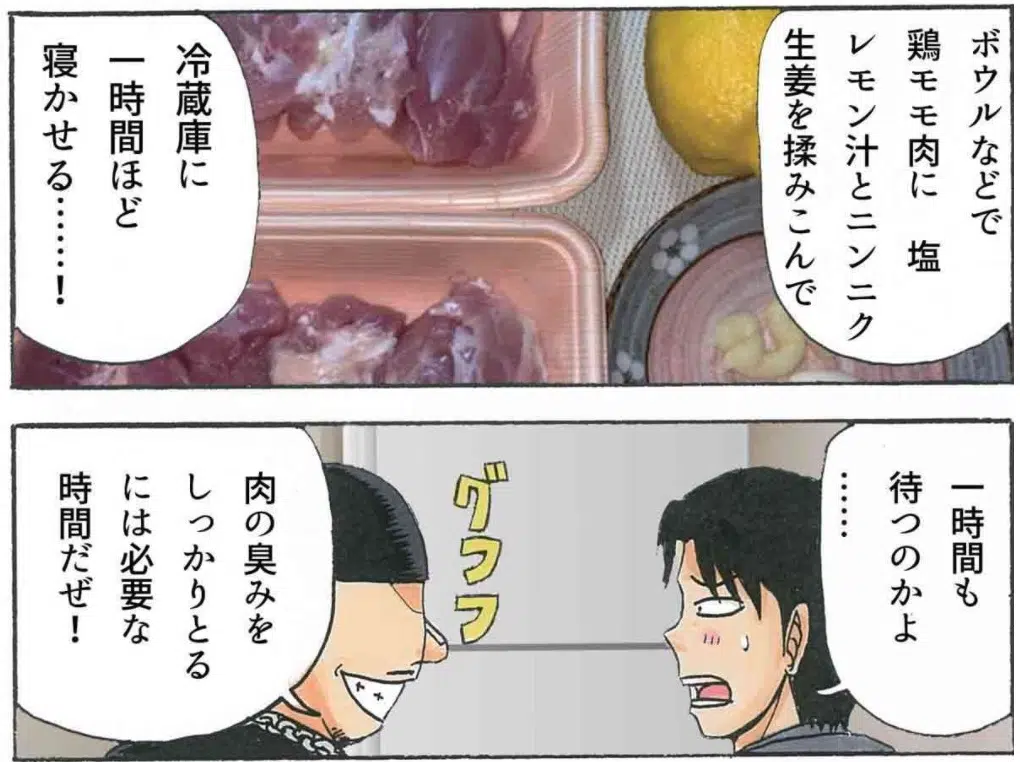 ボウルなどで
鶏モモ肉に 塩
レモン汁とニンニク
生姜を揉みこんで
冷蔵庫に
一時間ほど
寝かせる………！
一時間も
待つのかよ
……
グフフフ
肉の臭みを
しっかりとる
には必要な
時間だぜ！